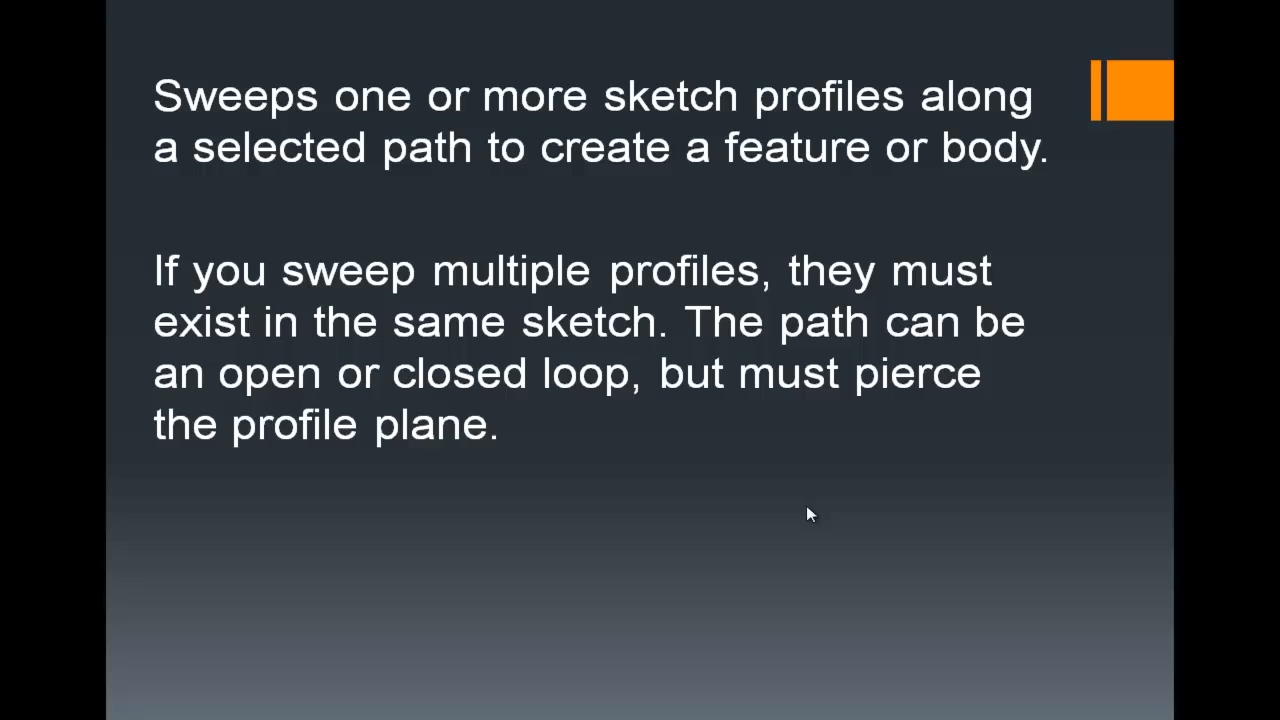 Sweeps one or more sketch profiles along
a selected path to create a feature or body.
If you sweep multiple profiles, they must
exist in the same sketch. The path can be
an open or closed loop, but must pierce
the profile plane.